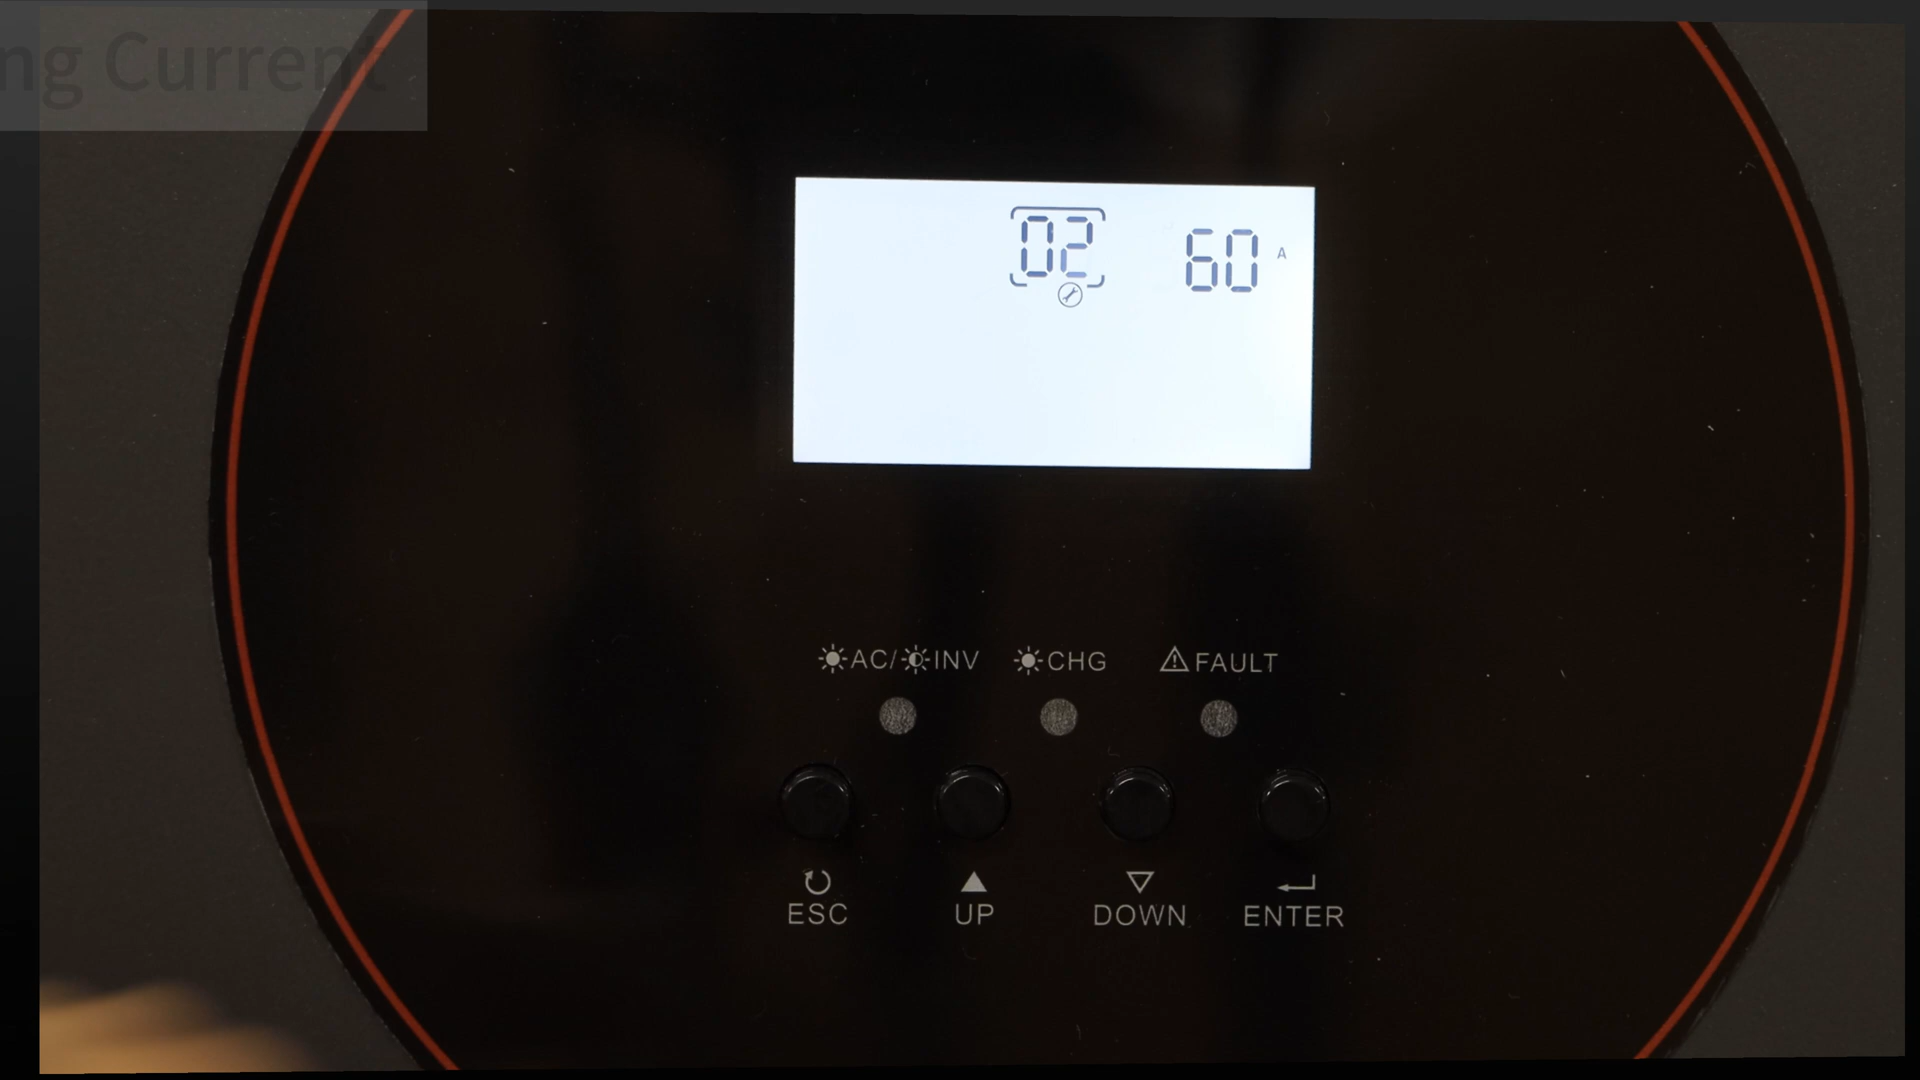 ng Current
02 60 A
AC/ INV CHG FAULT
ESC UP DOWN ENTER